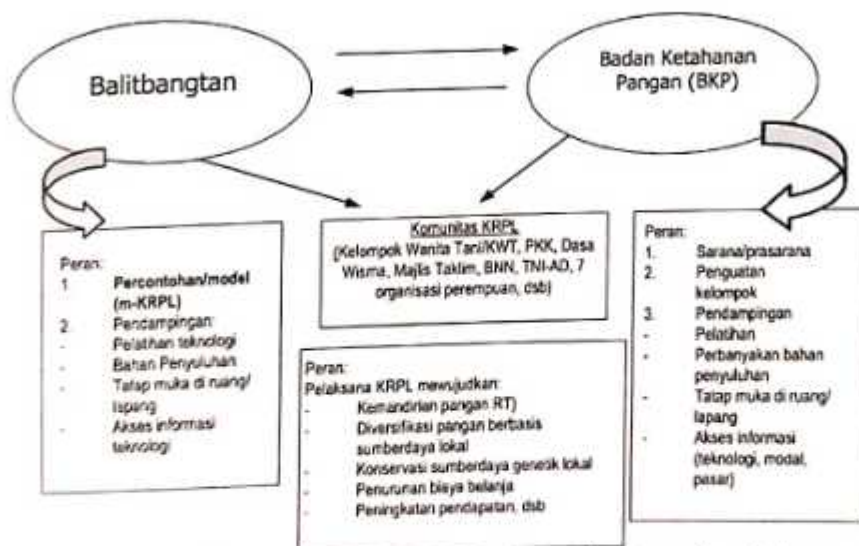 Balitbangtan
Badan Ketahanan
Pangan (BKP)
Komunitas KRPL
(Kelompok Wanita Tani/KWT, PKK, Dasa
Wisma, Majlis Taklim, BNN, TNI-AD, 7
organisasi perempuan, dsb)
Peran:
1 Percontohan/model
(m-KRPL)
2. Pendampingan:
- Pelatihan teknologi
- Bahan Penyuluhan
- Tatap muka di ruang/
lapang
- Akses informasi
teknologi
Peran:
Pelaksana KRPL mewujudkan:
- Kemandirian pangan RT)
- Diversifikasi pangan berbasis
sumberdaya lokal
- Konservasi sumberdaya genetik lokal
- Penurunan biaya belanja
- Peningkatan pendapatan, dsb
Peran:
1. Sarana/prasarana
2. Penguatan
kelompok
3. Pendampingan
- Pelatihan
- Perbanyakan bahan
penyuluhan
- Tatap muka di ruang/
lapang
- Akses informasi
(teknologi, modal,
pasar)